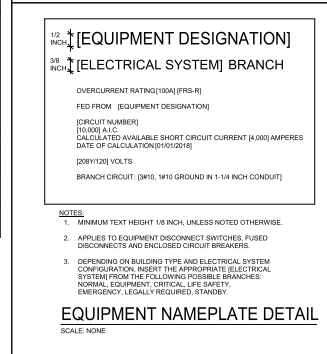 1/2 INCH [EQUIPMENT DESIGNATION]
3/8 INCH [ELECTRICAL SYSTEM] BRANCH
OVERCURRENT RATING [100A] [FRS-R]
FED FROM [EQUIPMENT DESIGNATION]
[CIRCUIT NUMBER]
[10,000] A.I.C.
CALCULATED AVAILABLE SHORT CIRCUIT CURRENT [4,000] AMPERES
DATE OF CALCULATION [01/01/2018]
[208Y/120] VOLTS
BRANCH CIRCUIT: [3#10, 1#10 GROUND IN 1-1/4 INCH CONDUIT]
NOTES:
1. MINIMUM TEXT HEIGHT 1/8 INCH, UNLESS NOTED OTHERWISE.
2. APPLIES TO EQUIPMENT DISCONNECT SWITCHES, FUSED
DISCONNECTS AND ENCLOSED CIRCUIT BREAKERS.
3. DEPENDING ON BUILDING TYPE AND ELECTRICAL SYSTEM
CONFIGURATION, INSERT THE APPROPRIATE [ELECTRICAL
SYSTEM] FROM THE FOLLOWING POSSIBLE BRANCHES:
NORMAL, EQUIPMENT, CRITICAL, LIFE SAFETY,
EMERGENCY, LEGALLY REQUIRED, STANDBY.
EQUIPMENT NAMEPLATE DETAIL
SCALE: NONE